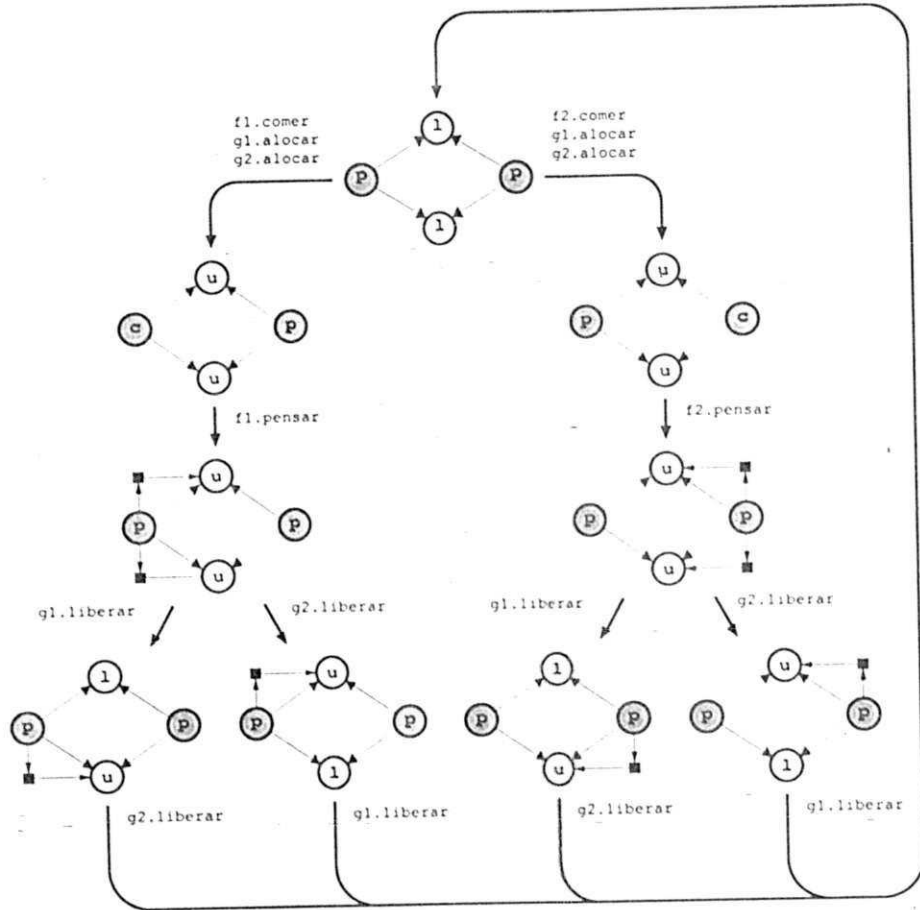 f1.comer
g1.alocar
g2.alocar
l
f2.comer
g1.alocar
g2.alocar
p
p
l
u
u
c
p
p
c
u
u
f1.pensar
f2.pensar
u
u
p
p
p
p
u
u
g1.liberar
g2.liberar
g1.liberar
g2.liberar
l
u
l
u
p
p
p
p
p
p
p
p
u
l
u
l
g2.liberar
g1.liberar
g2.liberar
g1.liberar